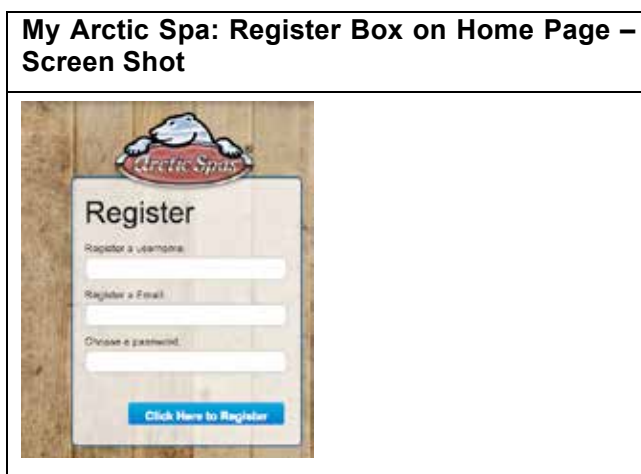 My Arctic Spa: Register Box on Home Page –
Screen Shot
Arctic Spas
Register
Register a username
Register a Email
Choose a password
Click Here to Register